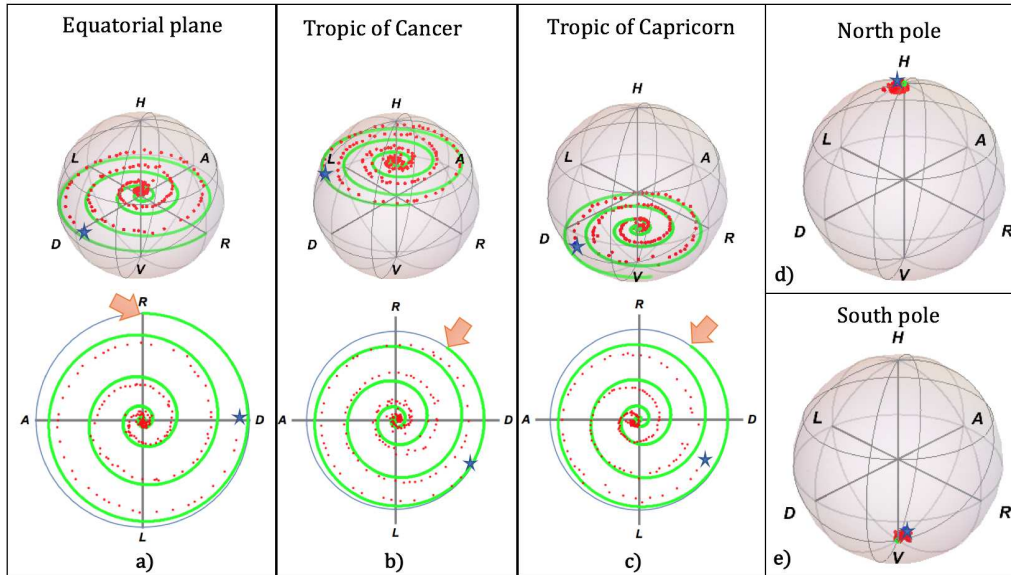 Equatorial plane
H
L
A
D
R
V
R
A
D
L
a)
Tropic of Cancer
H
L
A
D
R
V
R
A
D
L
b)
Tropic of Capricorn
H
L
A
D
R
V
R
A
D
L
c)
North pole
H
L
A
D
R
V
d)
South pole
H
L
A
D
R
V
e)